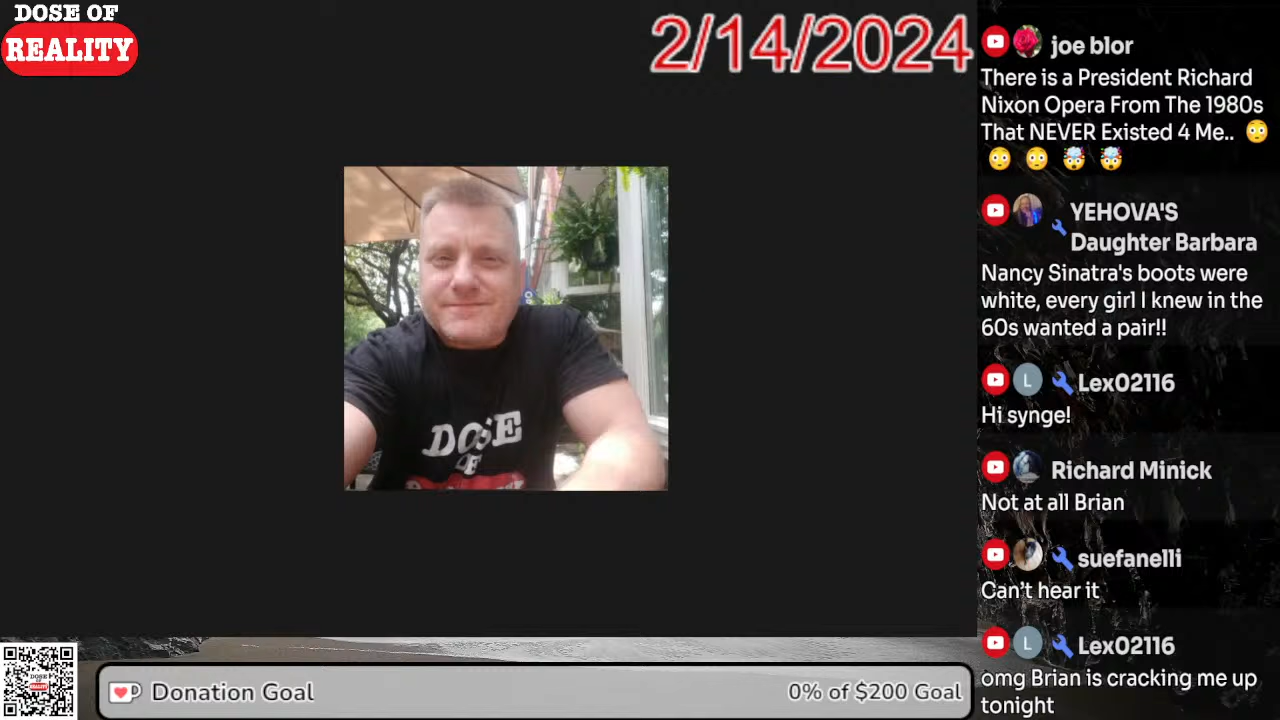 DOSE OF
REALITY
2/14/2024
DOSE
OF
joe blor
There is a President Richard
Nixon Opera From The 1980s
That NEVER Existed 4 Me.. 😳
😳 😳 🤯 🤯
YEHOVA'S
Daughter Barbara
Nancy Sinatra's boots were
white, every girl I knew in the
60s wanted a pair!!
L
Lex02116
Hi synge!
Richard Minick
Not at all Brian
suefanelli
Can’t hear it
L
Lex02116
omg Brian is cracking me up
tonight
DOSE
REALITY
Donation Goal
0% of $200 Goal